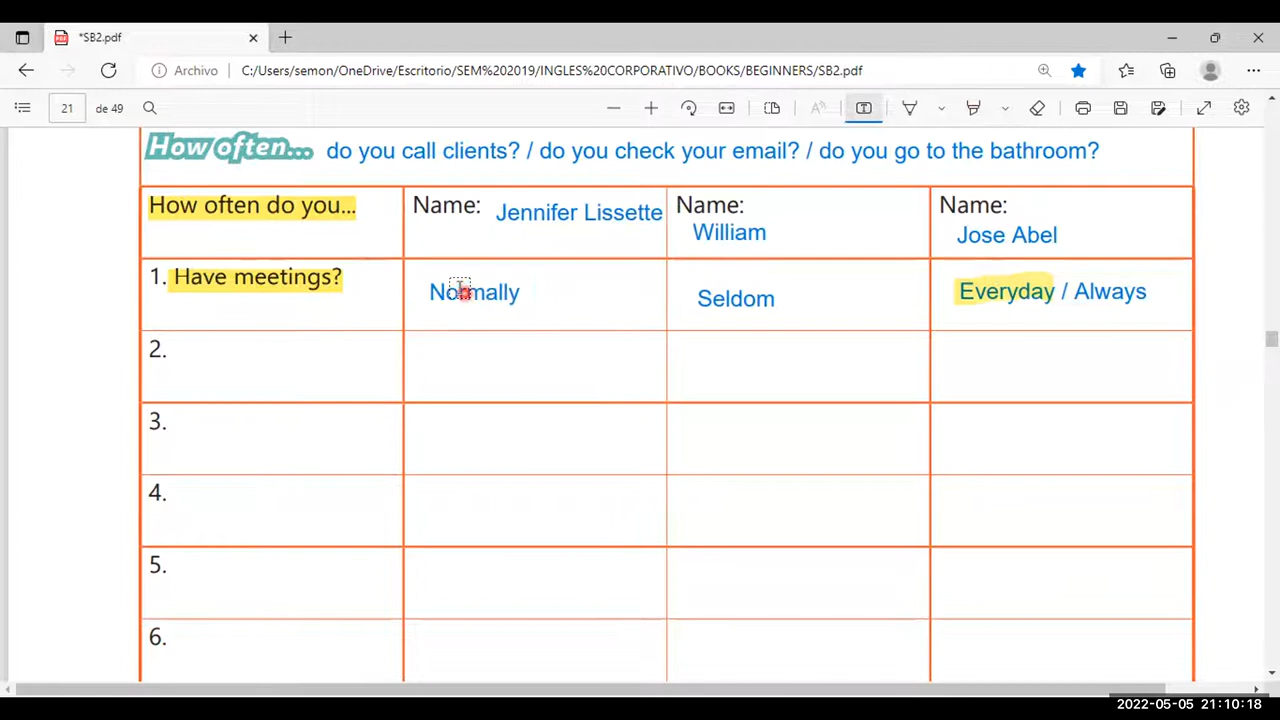 *SB2.pdf
Archivo C:/Users/semon/OneDrive/Escritorio/SEM%202019/INGLES%20CORPORATIVO/BOOKS/BEGINNERS/SB2.pdf
21 de 49
How often... do you call clients? / do you check your email? / do you go to the bathroom?
How often do you... Name: Jennifer Lissette Name: William Name: Jose Abel
1. Have meetings? Normally Seldom Everyday / Always
2.
3.
4.
5.
6.
2022-05-05 21:10:18